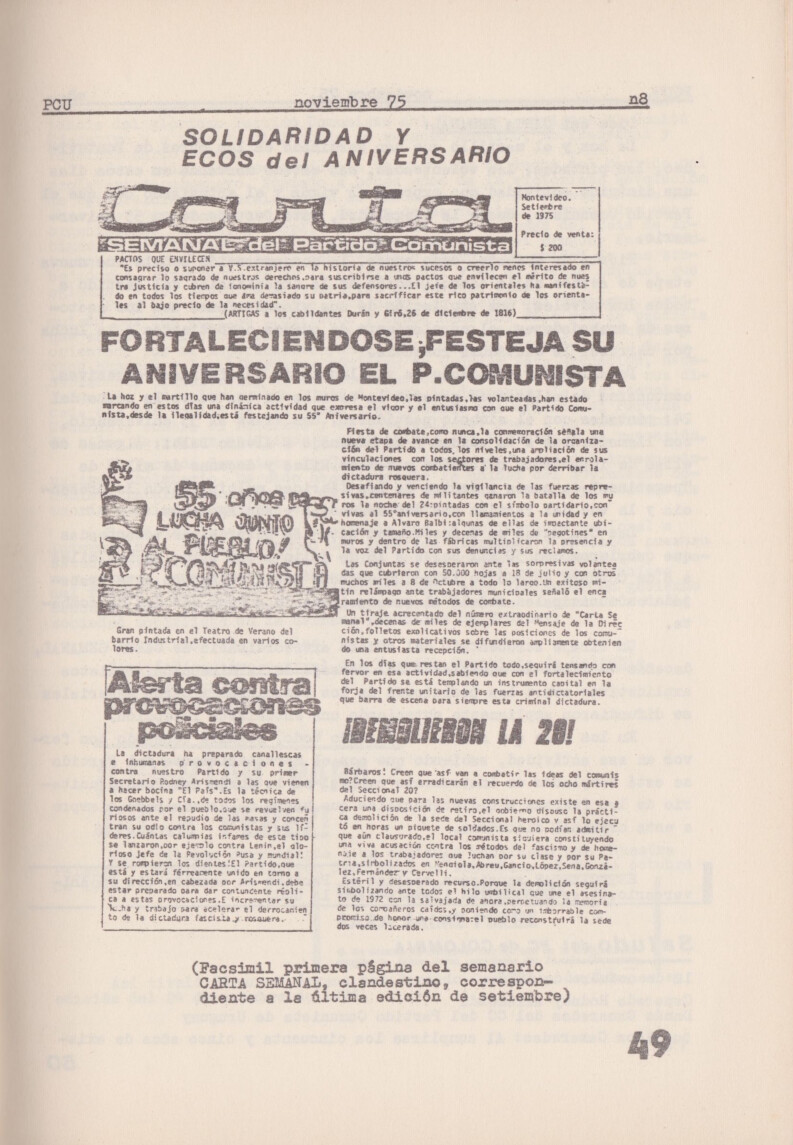 PCU noviembre 75 n8
SOLIDARIDAD Y
ECOS del ANIVERSARIO
Carta
SEMANAL del Partido Comunista
Montevideo.
Setiembre
de 1975
Precio de venta:
$ 200
PACTOS QUE ENVILECEN
"Es preciso o suponer a V.S.extranjero en la historia de nuestros sucesos o creerlo menos interesado en
consagrar lo sagrado de nuestros derechos,para suscribirse a unos pactos que envilecen el mérito de nues
tra justicia y cubren de ignominia la sangre de sus defensores...El jefe de los orientales ha manifesta-
do en todos los tiempos que ama demasiado su patria,para sacrificar este rico patrimonio de los orienta-
les al bajo precio de la necesidad".
(ARTIGAS a los cabildantes Durán y Giró,26 de diciembre de 1816)
FORTALECIENDOSE;FESTEJA SU
ANIVERSARIO EL P.COMUNISTA
La hoz y el martillo que han germinado en los muros de Montevideo,las pintadas,las volanteadas,han estado
marcando en estos días una dinámica actividad que expresa el vigor y el entusiasmo con que el Partido Comu-
nista,desde la ilegalidad,está festejando su 55° Aniversario.
Fiesta de combate,como nunca,la conmemoración señala una
nueva etapa de avance en la consolidación de la organiza-
ción del Partido a todos los niveles,una ampliación de sus
vinculaciones con los sectores de trabajadores,el enrola-
miento de nuevos combatientes a la lucha por derribar la
dictadura rosquera.
Desafiando y venciendo la vigilancia de las fuerzas repre-
sivas,centenares de militantes ganaron la batalla de los mu
ros la noche del 24:pintadas con el símbolo partidario,con
vivas al 55°aniversario,con llamamientos a la unidad y en
homenaje a Alvaro Balbi:algunas de ellas de impactante ubi-
cación y tamaño.Miles y decenas de miles de "pegotines" en
muros y dentro de las fábricas multiplicaron la presencia y
la voz del Partido con sus denuncias y sus reclamos.
Las Conjuntas se desesperaron ante las sorpresivas volantea
das que cubrieron con 50.000 hojas a 18 de julio y con otros
muchos miles a 8 de Octubre a todo lo largo.Un exitoso mi-
tin relámpago ante trabajadores municipales señaló el enca
ramiento de nuevos métodos de combate.
Un tiraje acrecentado del número extraordinario de "Carta Se
manal",decenas de miles de ejemplares del Mensaje de la Direc
ción,folletos explicativos sobre las posiciones de los comu-
nistas y otros materiales se difundieron ampliamente obtenien
do una entusiasta recepción.
En los días que restan el Partido todo,seguirá tensando con
fervor en esa actividad,sabiendo que con el fortalecimiento
del Partido se está templando un instrumento capital en la
forja del frente unitario de las fuerzas antidictatoriales
que barra de escena para siempre esta criminal dictadura.
55 años de
LUCHA JUNTO
AL PUEBLO!
P.COMUNISTA
Gran pintada en el Teatro de Verano del
barrio Industrial,efectuada en varios co-
lores.
Alerta contra
provocaciones
policiales
La dictadura ha preparado canallescas
e inhumanas provocaciones -
contra nuestro Partido y su primer
Secretario Rodney Arismendi a las que vienen
a hacer bocina "El País".Es la técnica de
los Goebbels y Cía.,de todos los regímenes
condenados por el pueblo,que se revuelven fu
riosos ante el repudio de las masas y concen
tran su odio contra los comunistas y sus lí-
deres.Cuántas calumnias infames de este tipo
se lanzaron,por ejemplo contra Lenin,el glo-
rioso jefe de la Revolución Rusa y mundial!
Y se rompieron los dientes!El Partido,que
está y estará férreamente unido en torno a
su dirección,en cabezada por Arismendi,debe
estar preparado para dar contundente répli-
ca a estas provocaciones.E incrementar su
lucha y trabajo para acelerar el derrocamien
to de la dictadura fascista y rosquera.
¡DEMOLIERON LA 20!
Bárbaros! Creen que así van a combatir las ideas del comunis
mo?Creen que así erradicarán el recuerdo de los ocho mártires
del Seccional 20?
Aduciendo que para las nuevas construcciones existe en esa a
cera una disposición de retiro,el gobierno dispuso la prácti-
ca demolición de la sede del Seccional heroico y así lo ejecu
tó en horas un piquete de soldados.Es que no podían admitir
que aún clausurado,el local comunista siguiera constituyendo
una viva acusación contra los métodos del fascismo y de home-
naje a los trabajadores que luchan por su clase y por su Pa-
tria,simbolizados en Mendiola,Abreu,Gancio,López,Sena,Gonzá-
lez,Fernández y Cervelli.
Estéril y desesperado recurso.Porque la demolición seguirá
simbolizando ante todos el hilo umbilical que une el asesina-
to de 1972 con la salvajada de ahora,perpetuando la memoria
de los compañeros caídos,y poniendo como un imborrable com-
promiso de honor una consigna:el pueblo reconstruirá la sede
dos veces lacerada.
(Facsimil primera página del semanario
CARTA SEMANAL, clandestino, correspon-
diente a la última edición de setiembre)
49